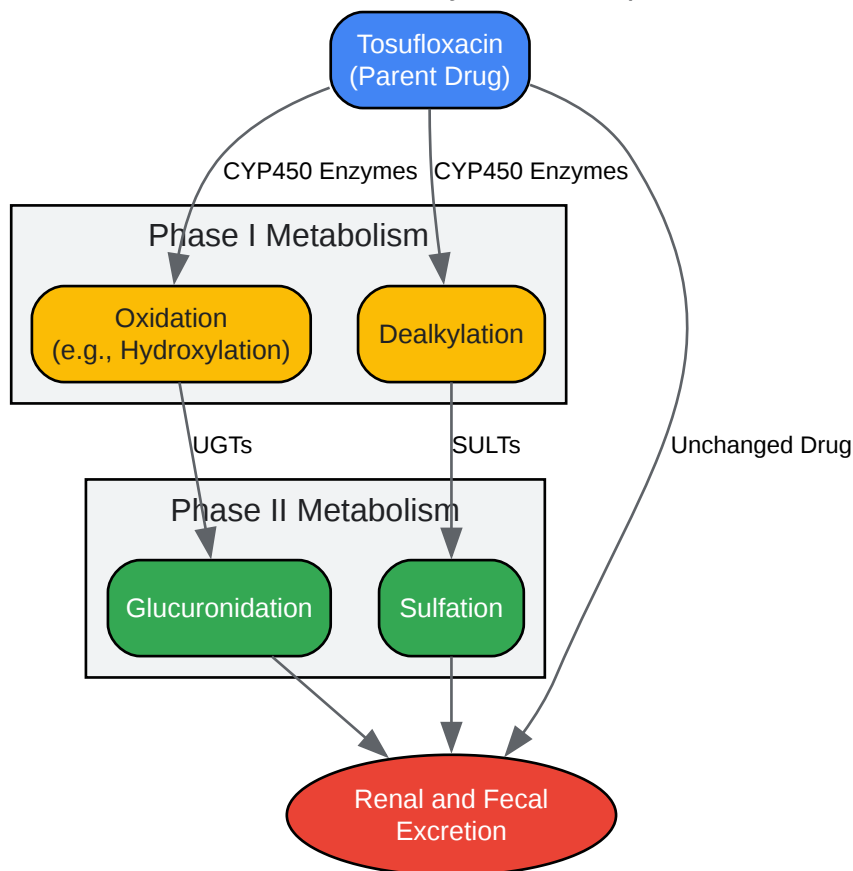 Tosufloxacin
(Parent Drug)
CYP450 Enzymes
CYP450 Enzymes
Phase I Metabolism
Oxidation
(e.g., Hydroxylation)
Dealkylation
UGTs
SULTs
Unchanged Drug
Phase II Metabolism
Glucuronidation
Sulfation
Renal and Fecal
Excretion